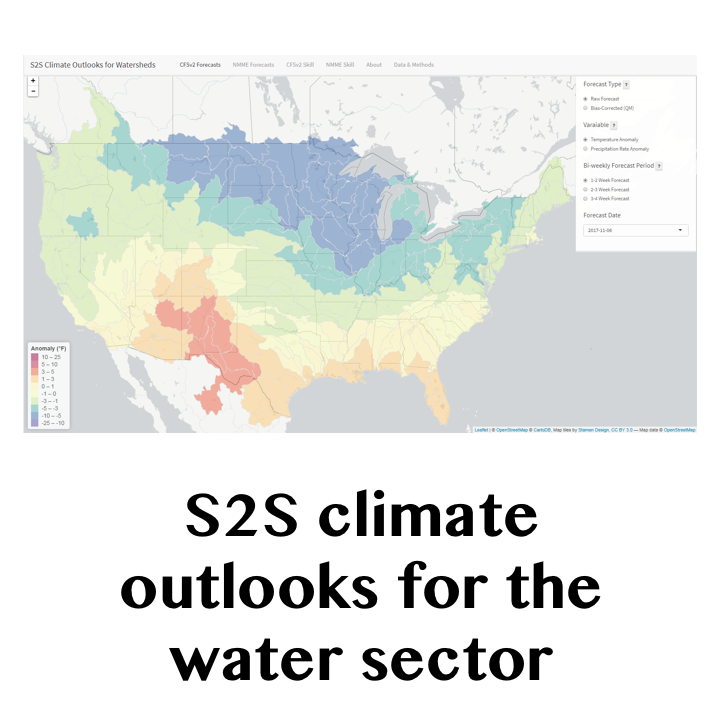 S2S Climate Outlooks for Watersheds
CFSv2 Forecasts
NMME Forecasts
CFSv2 Skill
NMME Skill
About
Data & Methods
+
−
Forecast Type ?
Raw Forecast
Bias-Corrected (QM)
Varaiable ?
Temperature Anomaly
Precipitation Rate Anomaly
Bi-weekly Forecast Period ?
1-2 Week Forecast
2-3 Week Forecast
3-4 Week Forecast
Forecast Date
2017-11-08
Anomaly (°F)
10 – 25
5 – 10
3 – 5
1 – 3
0 – 1
-1 – 0
-3 – -1
-5 – -3
-10 – -5
-25 – -10
Leaflet | © OpenStreetMap © CartoDB, Map tiles by Stamen Design, CC BY 3.0 — Map data © OpenStreetMap
S2S climate
outlooks for the
water sector